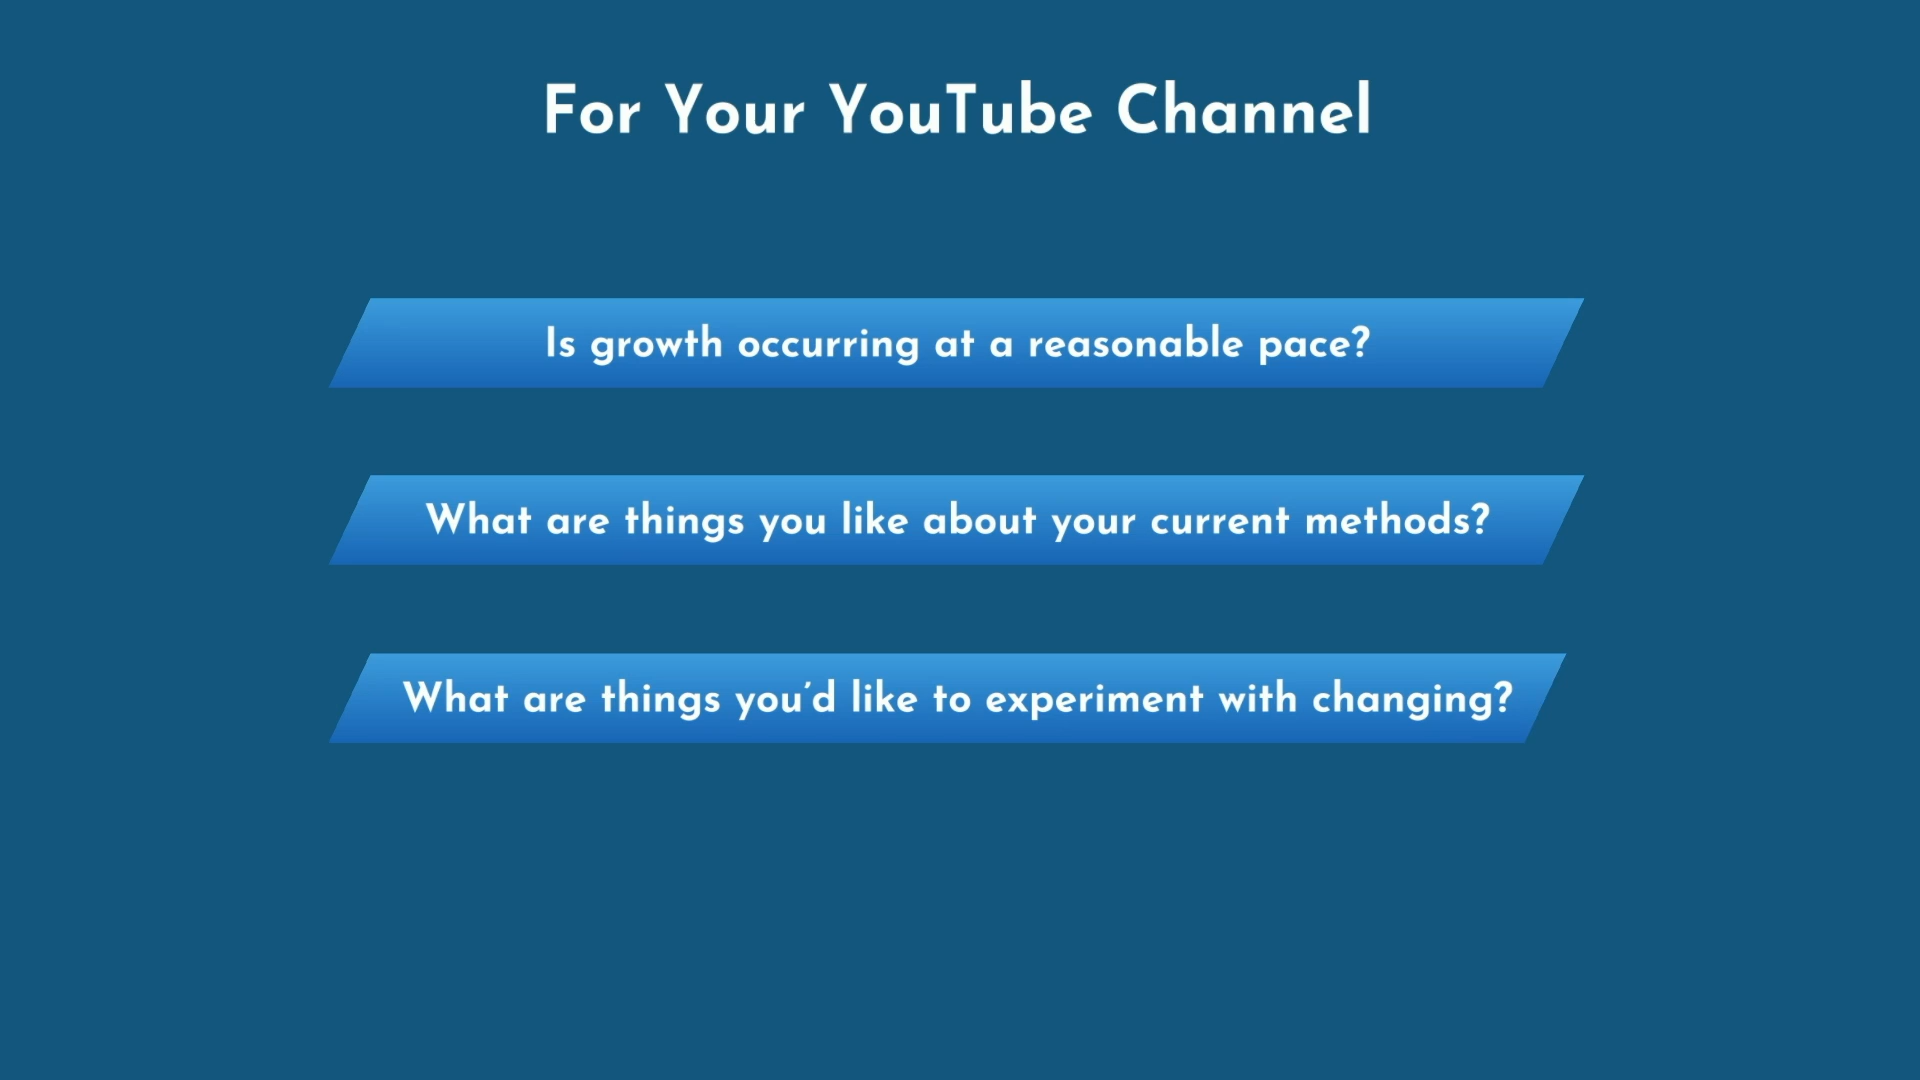 For Your YouTube Channel
Is growth occurring at a reasonable pace?
What are things you like about your current methods?
What are things you’d like to experiment with changing?